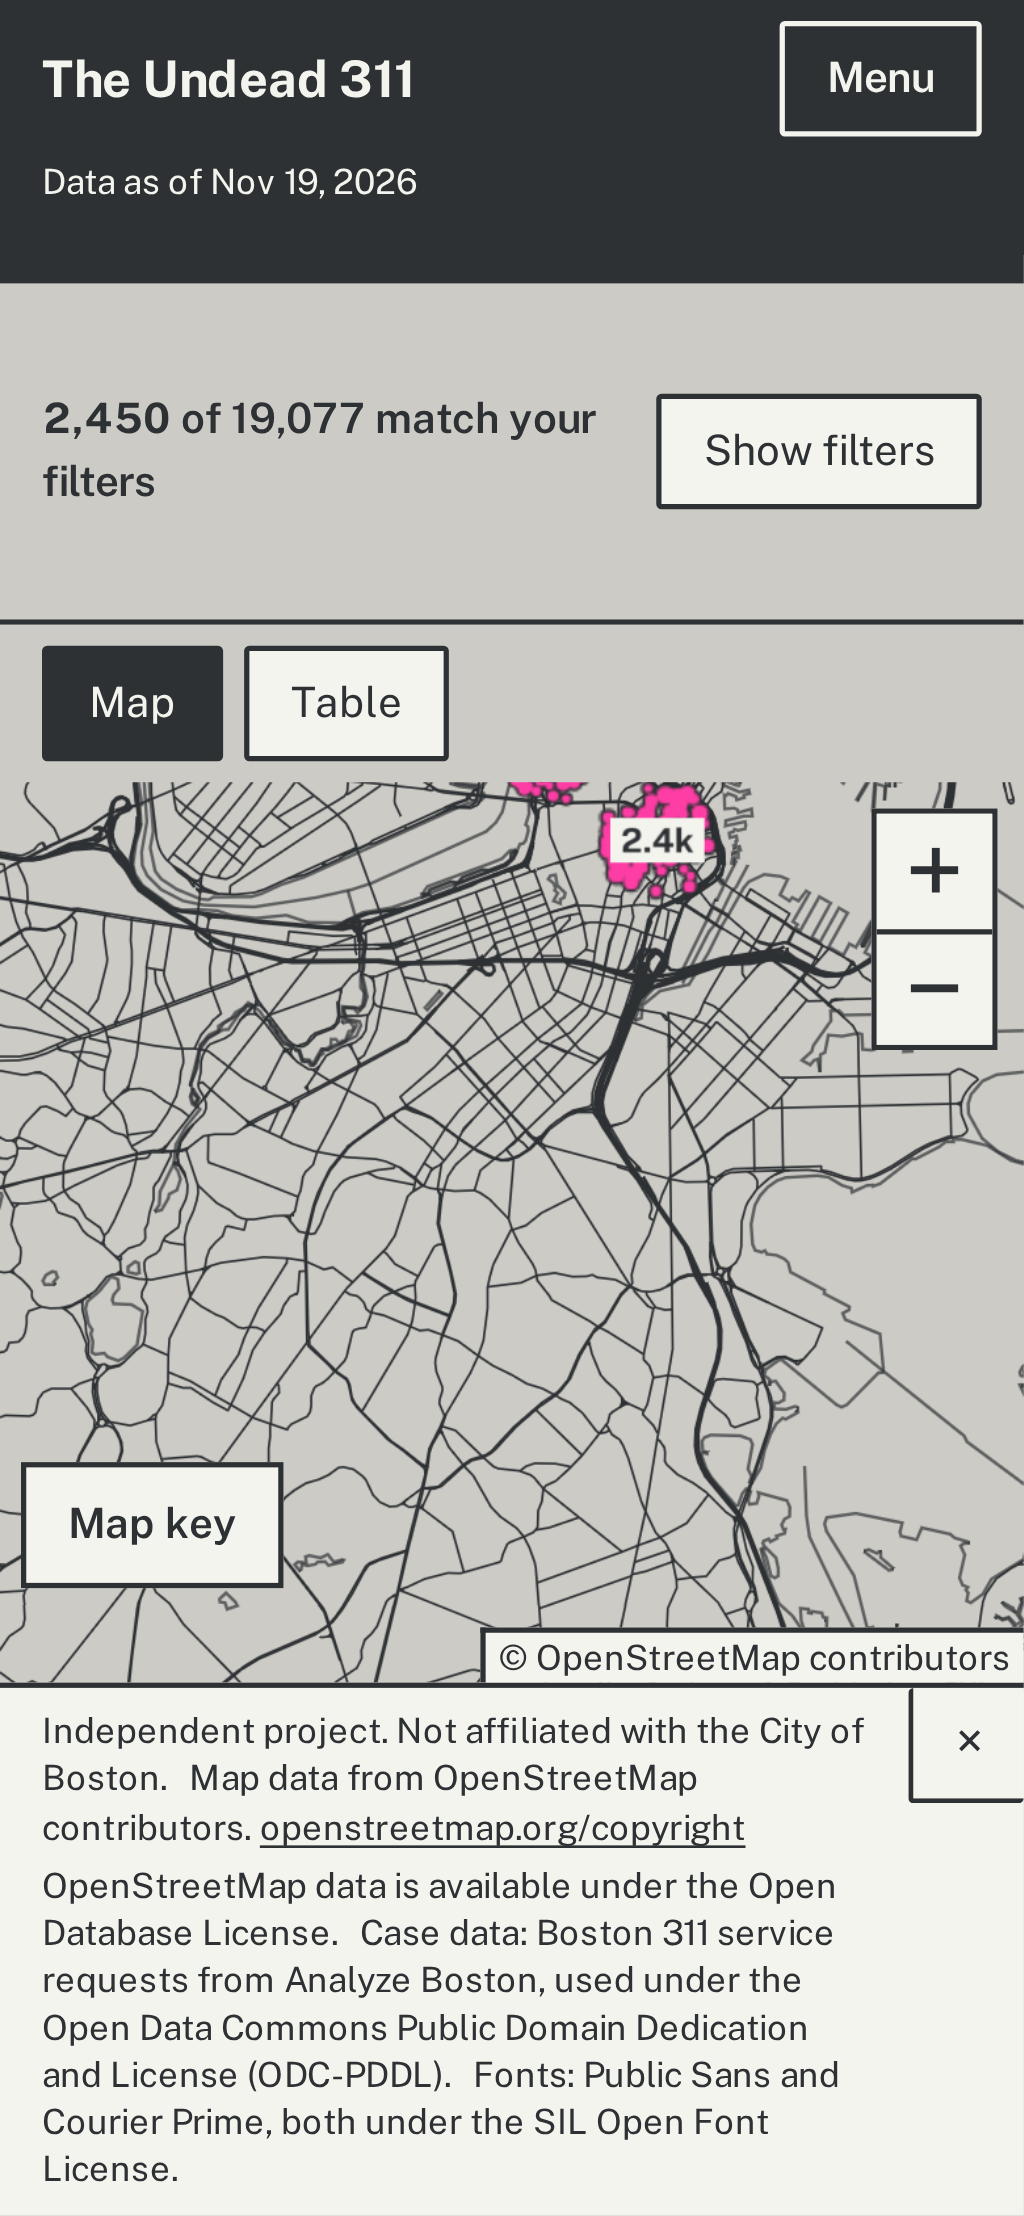 The Undead 311
Menu
Data as of Nov 19, 2026
2,450 of 19,077 match your
filters
Show filters
Map
Table
2.4k
+
−
Map key
© OpenStreetMap contributors
Independent project. Not affiliated with the City of
Boston. Map data from OpenStreetMap
contributors. openstreetmap.org/copyright
×
OpenStreetMap data is available under the Open
Database License. Case data: Boston 311 service
requests from Analyze Boston, used under the
Open Data Commons Public Domain Dedication
and License (ODC-PDDL). Fonts: Public Sans and
Courier Prime, both under the SIL Open Font
License.